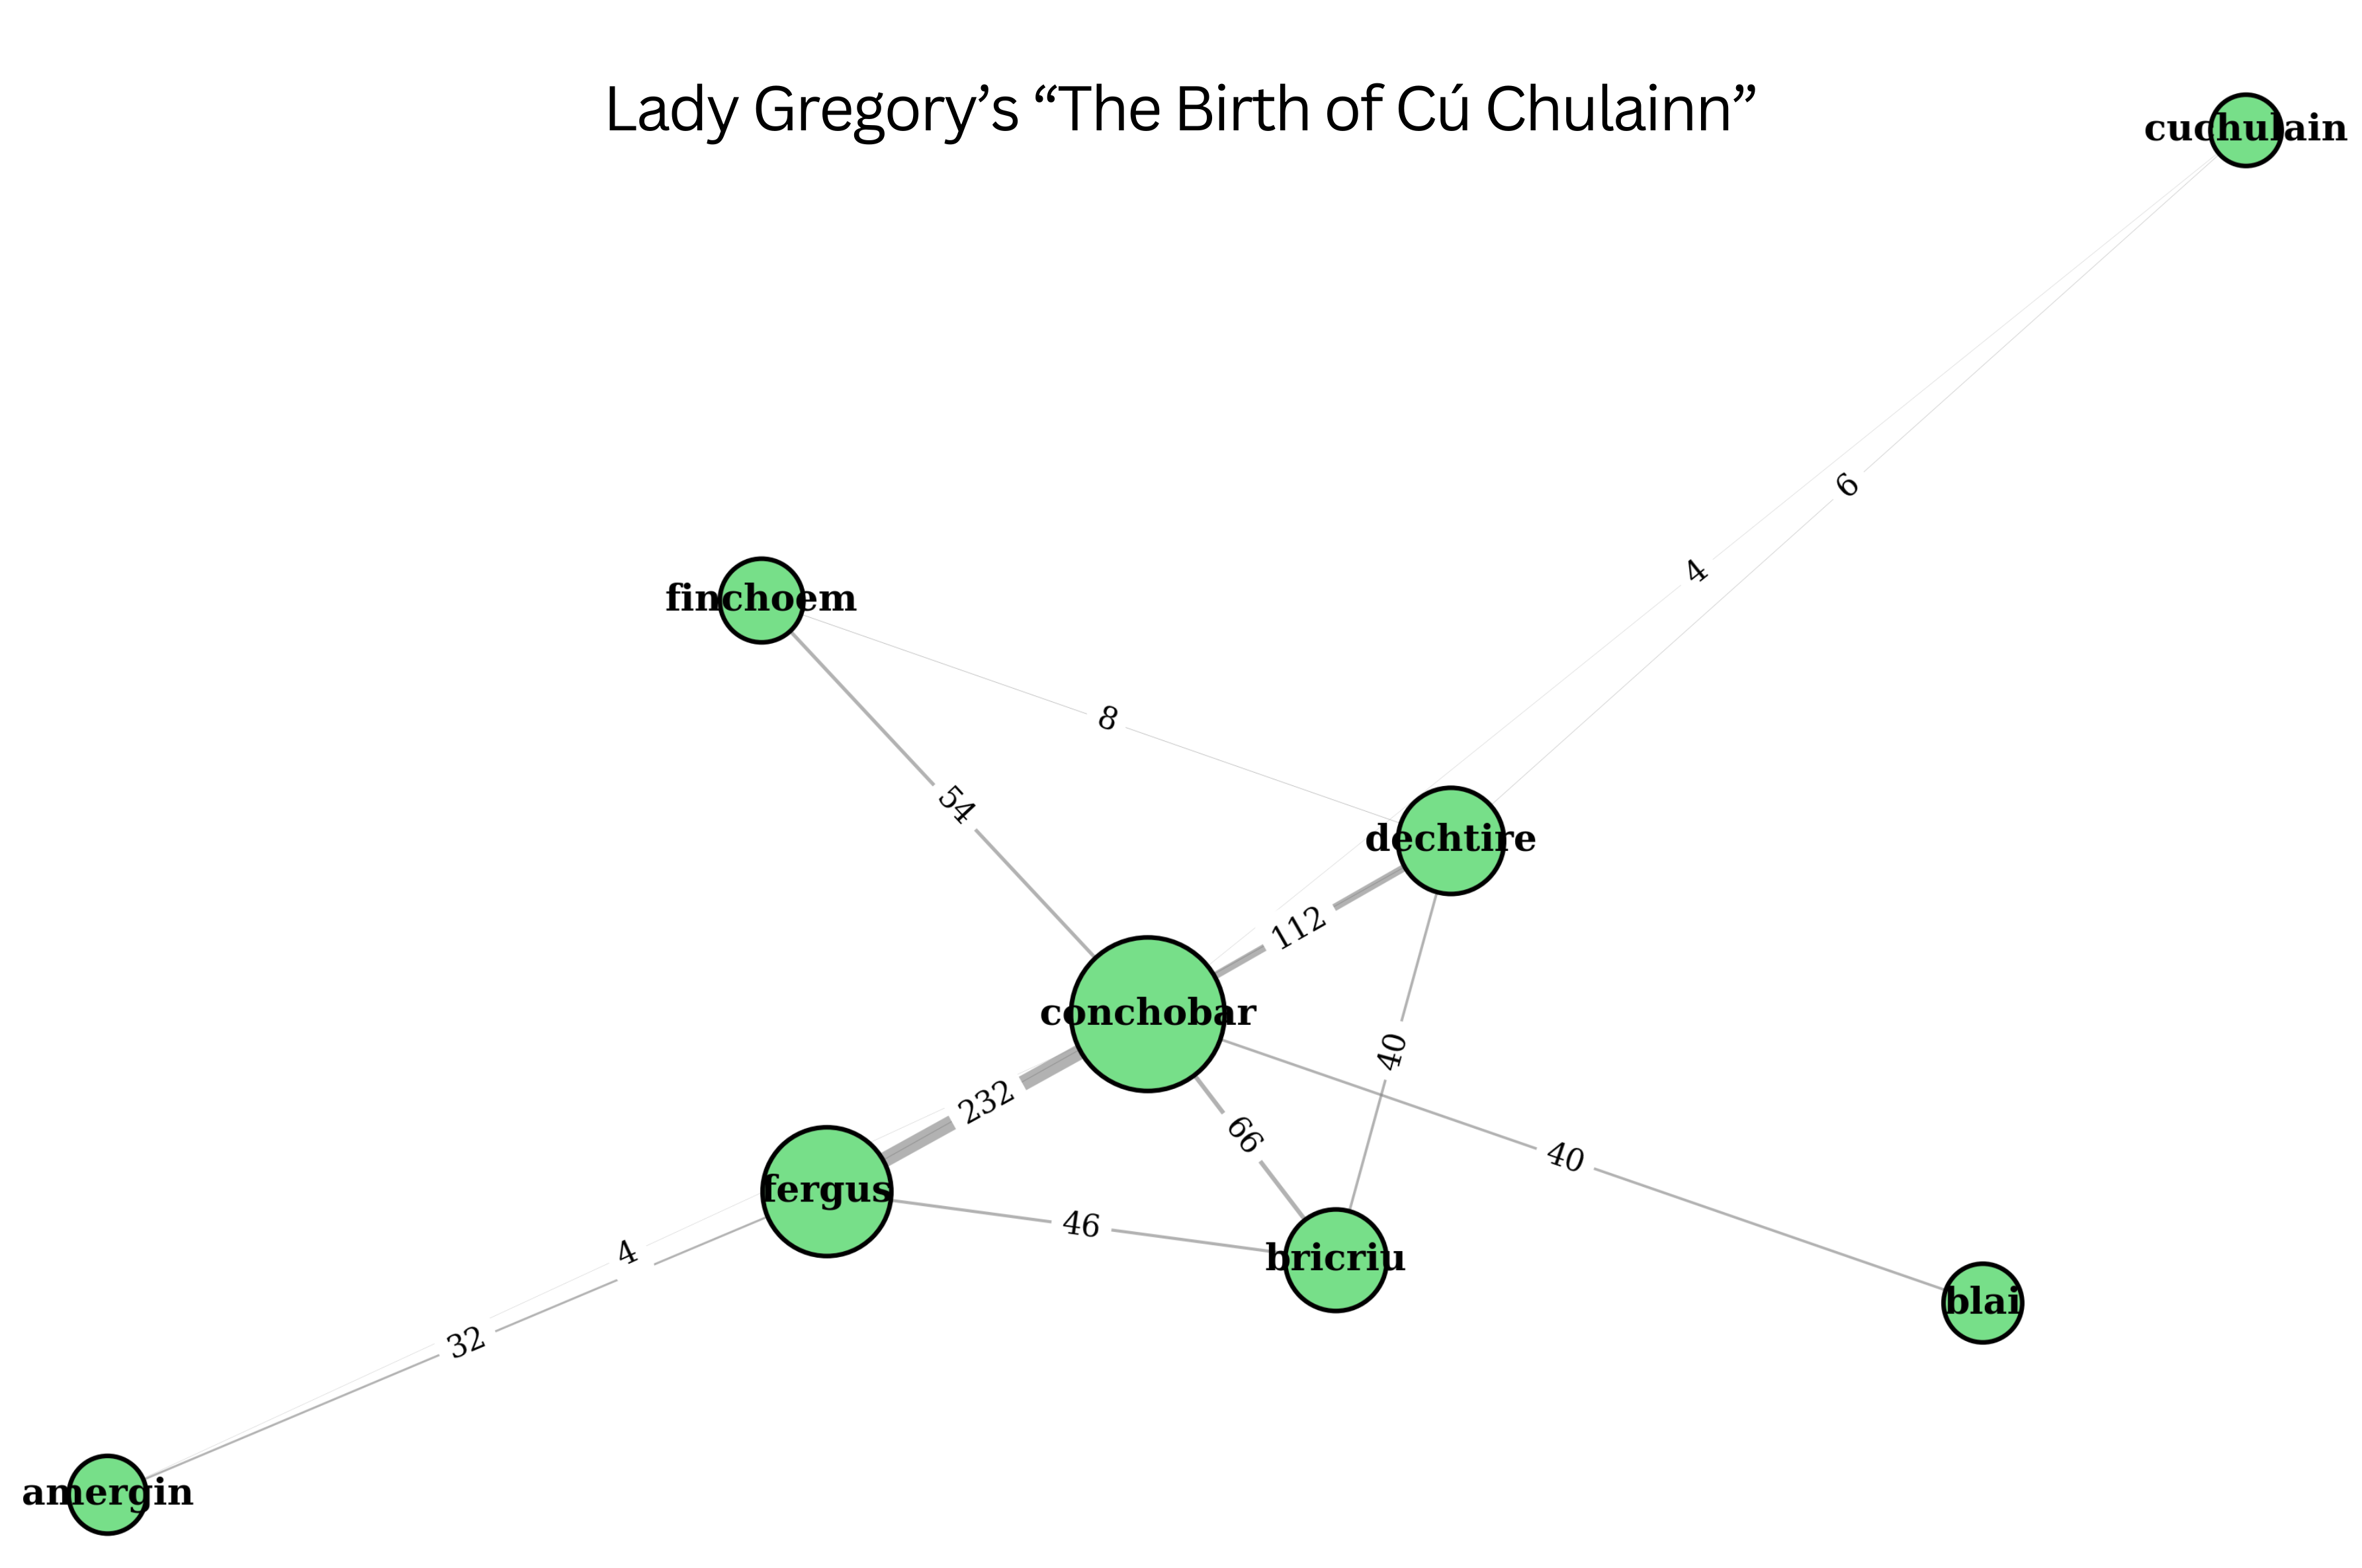 Lady Gregory’s “The Birth of Cú Chulainn”
cuchulain
6
4
finchoem
8
54
dechtire
112
conchobar
40
232
66
40
fergus
46
4
bricriu
blai
32
amergin